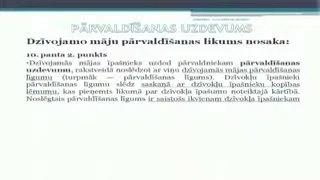 PĀRVALDĪŠANAS UZDEVUMS
Dzīvojamo māju pārvaldīšanas likums nosaka:
10. panta 2. punkts
Dzīvojamās mājas īpašnieks uzdod pārvaldniekam pārvaldīšanas
uzdevumu, rakstveidā noslēdzot ar viņu dzīvojamās mājas pārvaldīšanas
līgumu (turpmāk — pārvaldīšanas līgums). Dzīvokļu īpašnieki
pārvaldīšanas līgumu slēdz saskaņā ar dzīvokļu īpašnieku kopības
lēmumu, kas pieņemts likumā par dzīvokļa īpašumu noteiktajā kārtībā.
Noslēgtais pārvaldīšanas līgums ir saistošs ikvienam dzīvokļa īpašniekam